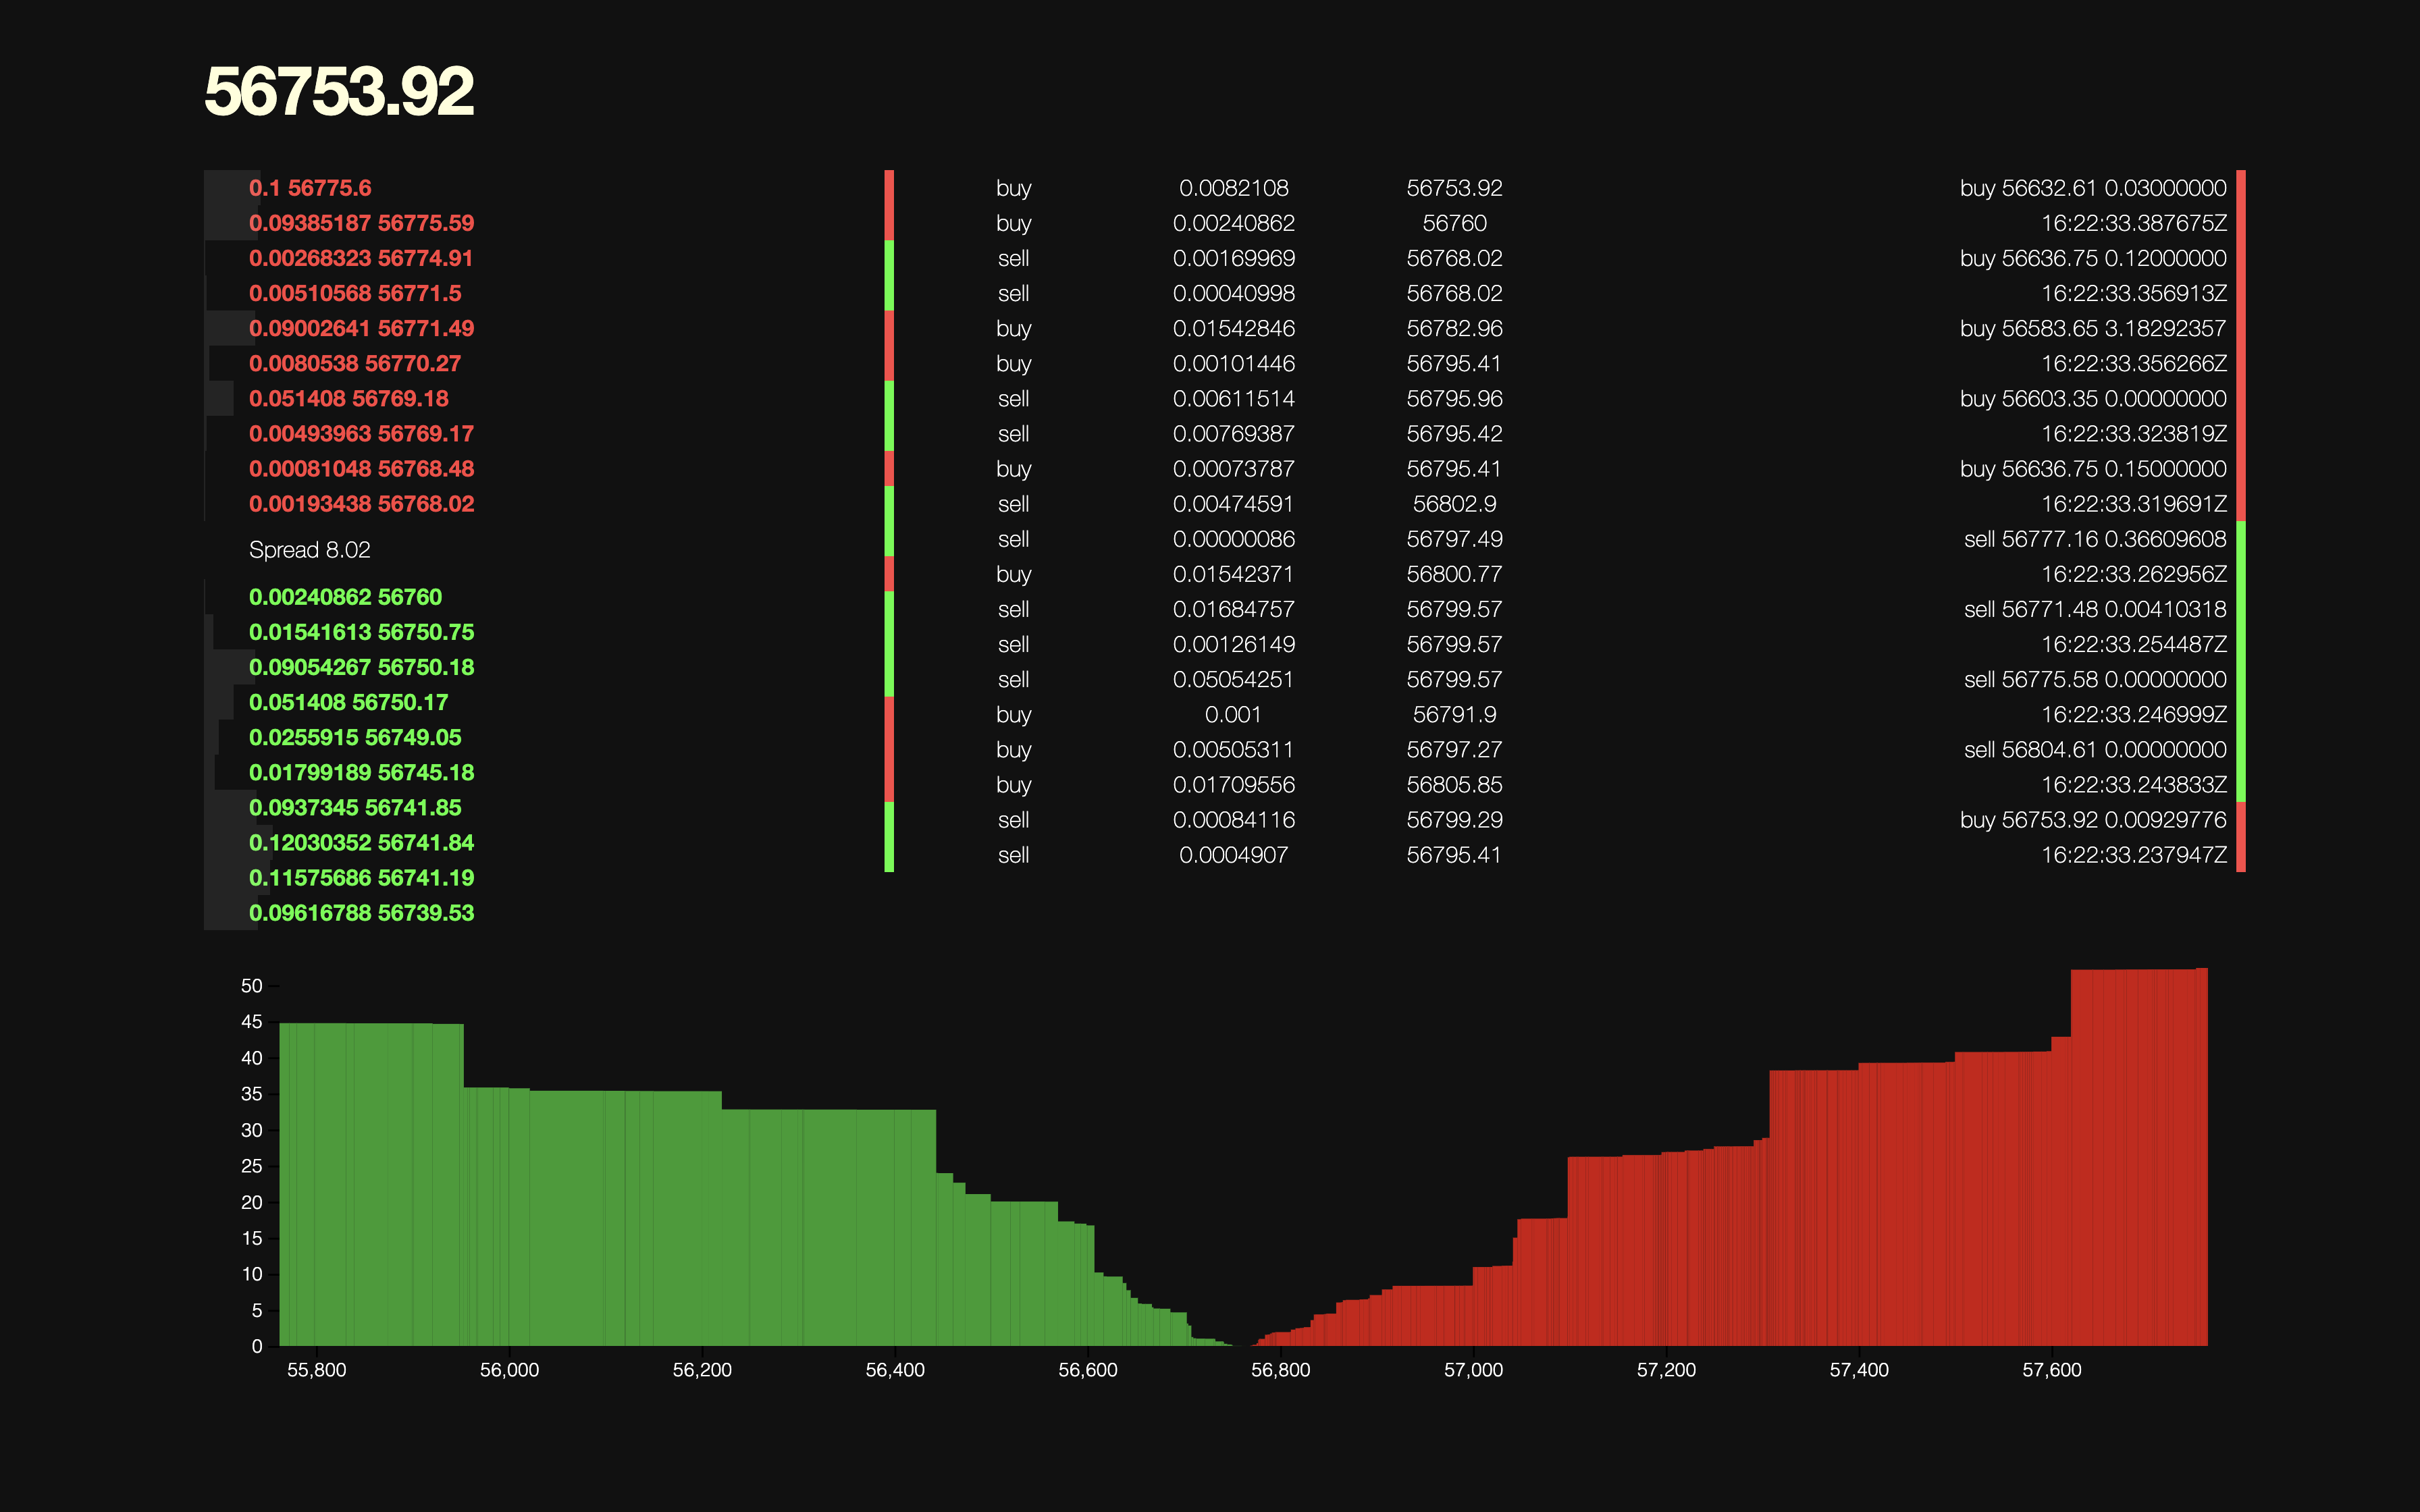 56753.92
0.1 56775.6
0.09385187 56775.59
0.00268323 56774.91
0.00510568 56771.5
0.09002641 56771.49
0.0080538 56770.27
0.051408 56769.18
0.00493963 56769.17
0.00081048 56768.48
0.00193438 56768.02
Spread 8.02
0.00240862 56760
0.01541613 56750.75
0.09054267 56750.18
0.051408 56750.17
0.0255915 56749.05
0.01799189 56745.18
0.0937345 56741.85
0.12030352 56741.84
0.11575686 56741.19
0.09616788 56739.53
buy 0.0082108 56753.92
buy 0.00240862 56760
sell 0.00169969 56768.02
sell 0.00040998 56768.02
buy 0.01542846 56782.96
buy 0.00101446 56795.41
sell 0.00611514 56795.96
sell 0.00769387 56795.42
buy 0.00073787 56795.41
sell 0.00474591 56802.9
sell 0.00000086 56797.49
buy 0.01542371 56800.77
sell 0.01684757 56799.57
sell 0.00126149 56799.57
sell 0.05054251 56799.57
buy 0.001 56791.9
buy 0.00505311 56797.27
buy 0.01709556 56805.85
sell 0.00084116 56799.29
sell 0.0004907 56795.41
buy 56632.61 0.03000000
16:22:33.387675Z
buy 56636.75 0.12000000
16:22:33.356913Z
buy 56583.65 3.18292357
16:22:33.356266Z
buy 56603.35 0.00000000
16:22:33.323819Z
buy 56636.75 0.15000000
16:22:33.319691Z
sell 56777.16 0.36609608
16:22:33.262956Z
sell 56771.48 0.00410318
16:22:33.254487Z
sell 56775.58 0.00000000
16:22:33.246999Z
sell 56804.61 0.00000000
16:22:33.243833Z
buy 56753.92 0.00929776
16:22:33.237947Z
50
45
40
35
30
25
20
15
10
5
0
55,800 56,000 56,200 56,400 56,600 56,800 57,000 57,200 57,400 57,600